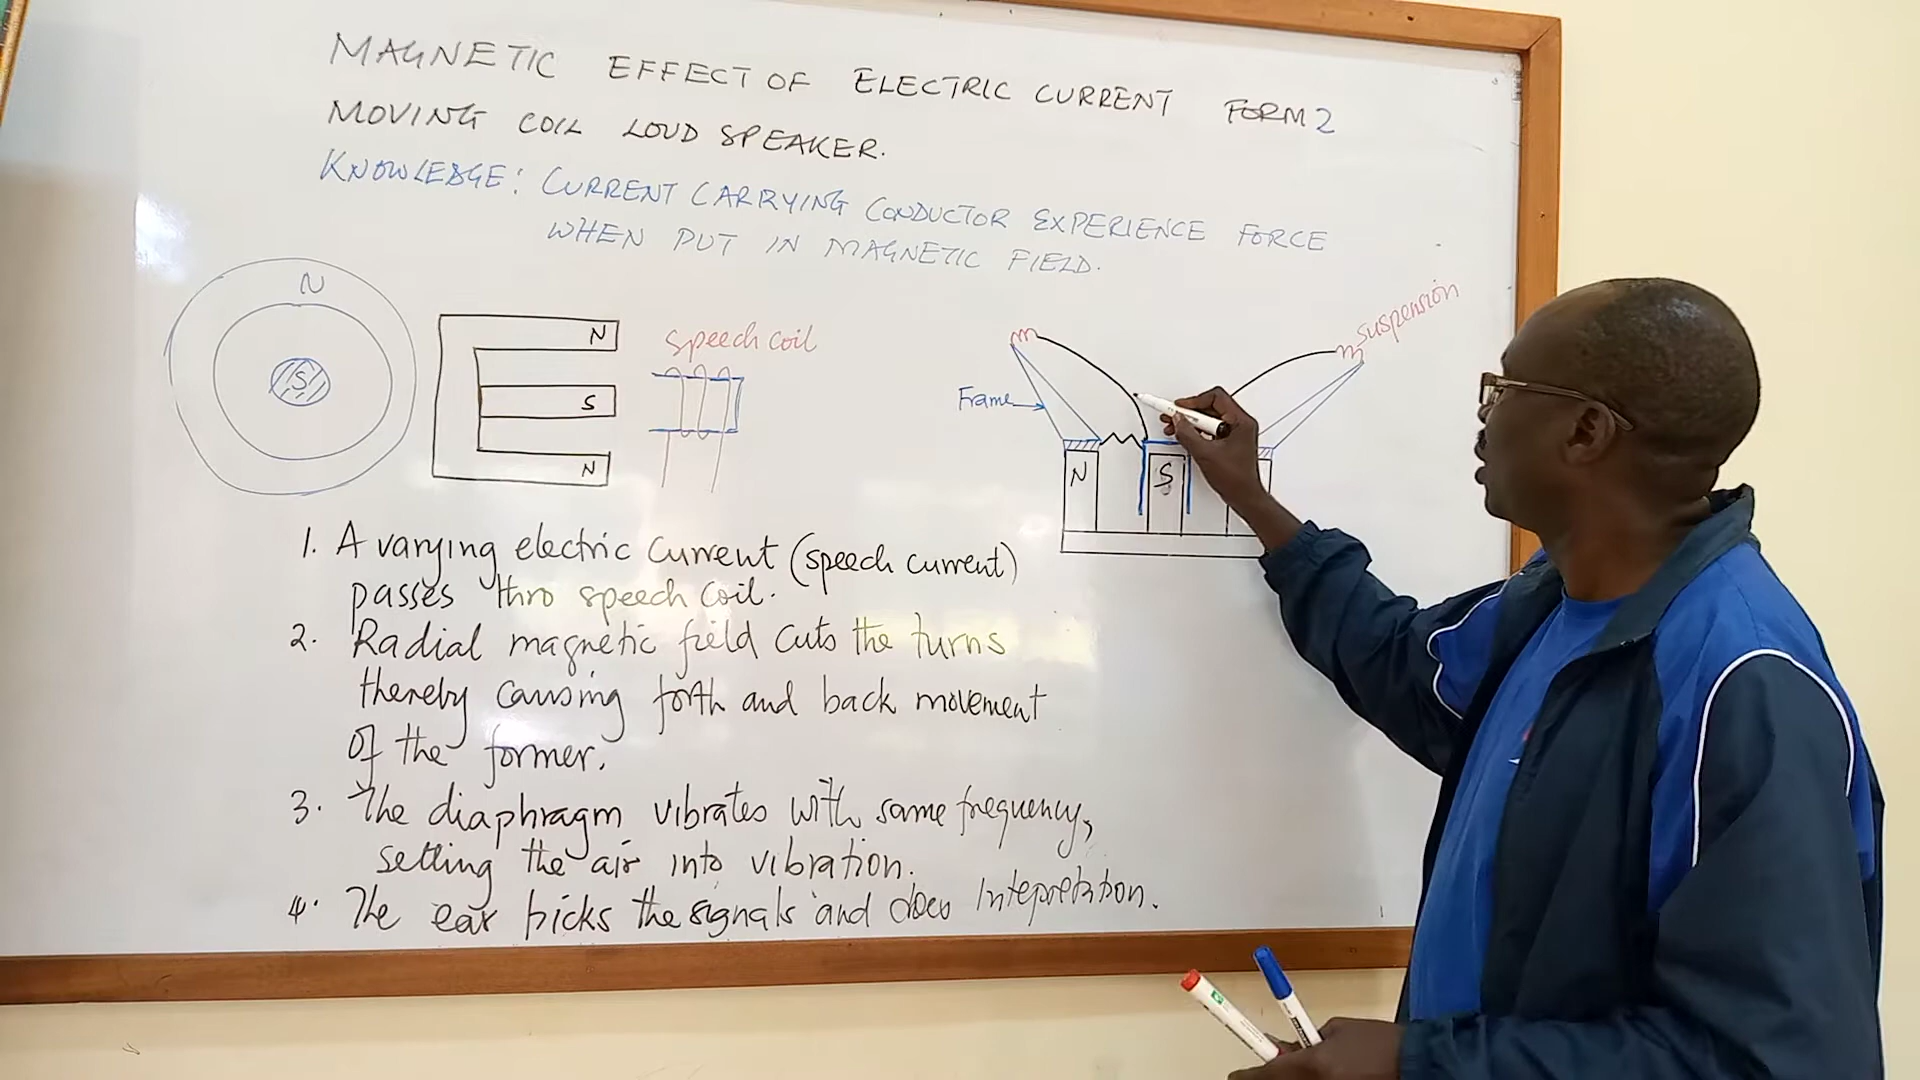 MAGNETIC EFFECT OF ELECTRIC CURRENT FORM 2
MOVING COIL LOUD SPEAKER.
KNOWLEDGE: CURRENT CARRYING CONDUCTOR EXPERIENCE FORCE
WHEN PUT IN MAGNETIC FIELD.
N
S
N
S
N
speech coil
suspension
Frame
N
S
1. A varying electric current (speech current)
passes thro speech coil.
2. Radial magnetic field cuts the turns
thereby causing forth and back movement
of the former.
3. The diaphragm vibrates with same frequency,
setting the air into vibration.
4. The ear picks the signals and does Intepretation.